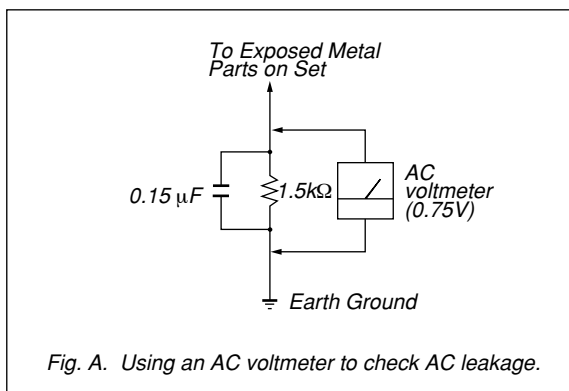 To Exposed Metal
Parts on Set
0.15 μF
1.5kΩ
AC
voltmeter
(0.75V)
Earth Ground
Fig. A. Using an AC voltmeter to check AC leakage.